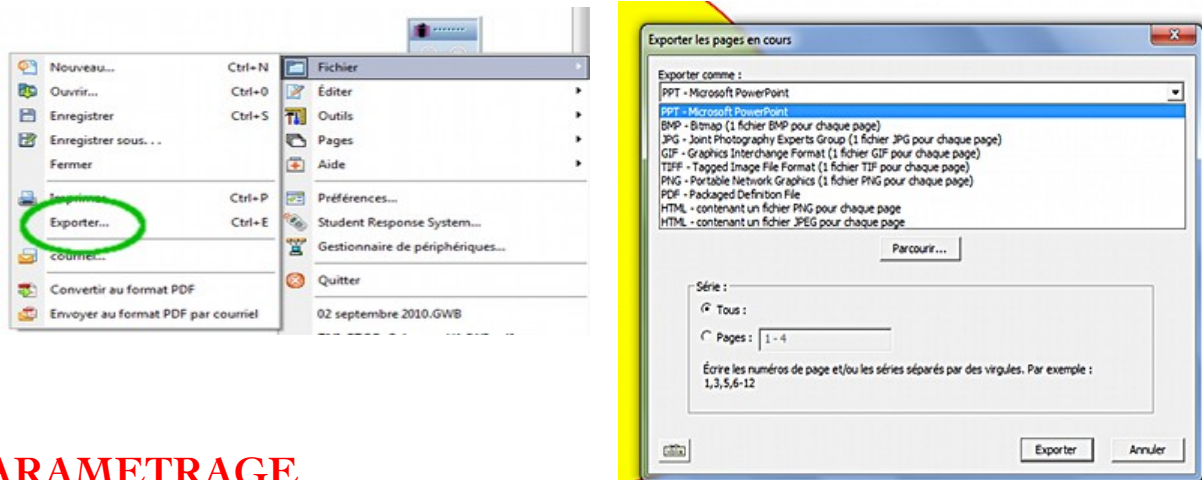 Nouveau... Ctrl+N
Ouvrir... Ctrl+0
Enregistrer Ctrl+S
Enregistrer sous. . .
Fermer
Imprimer... Ctrl+P
Exporter... Ctrl+E
courriel...
Convertir au format PDF
Envoyer au format PDF par courriel
Fichier
Éditer
Outils
Pages
Aide
Préférences...
Student Response System...
Gestionnaire de périphériques...
Quitter
02 septembre 2010.GWB
Exporter les pages en cours
Exporter comme :
PPT - Microsoft PowerPoint
PPT - Microsoft PowerPoint
BMP - Bitmap (1 fichier BMP pour chaque page)
JPG - Joint Photography Experts Group (1 fichier JPG pour chaque page)
GIF - Graphics Interchange Format (1 fichier GIF pour chaque page)
TIFF - Tagged Image File Format (1 fichier TIF pour chaque page)
PNG - Portable Network Graphics (1 fichier PNG pour chaque page)
PDF - Packaged Definition File
HTML - contenant un fichier PNG pour chaque page
HTML - contenant un fichier JPEG pour chaque page
Parcourir...
Série :
Tous :
Pages : 1 - 4
Écrire les numéros de page et/ou les séries séparés par des virgules. Par exemple :
1,3,5,6-12
Exporter Annuler
ARAMETRAGE